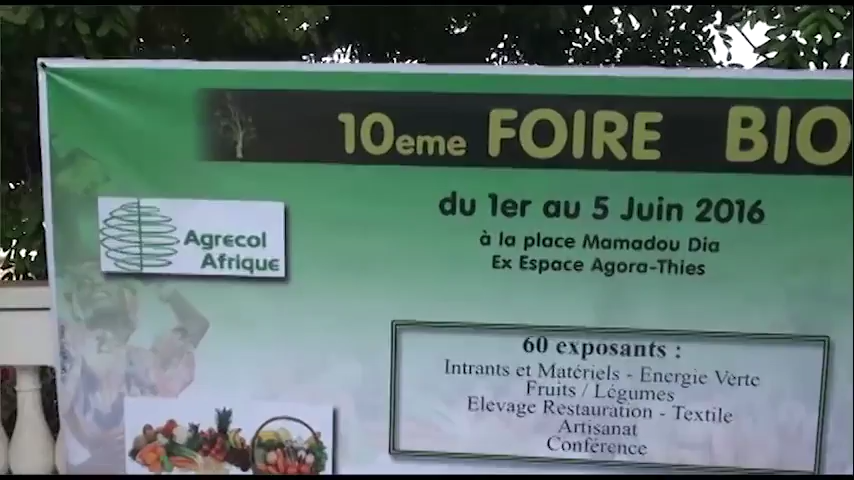 10eme FOIRE BIO
Agrecol
Afrique
du 1er au 5 Juin 2016
à la place Mamadou Dia
Ex Espace Agora-Thies
60 exposants :
Intrants et Matériels - Energie Verte
Fruits / Légumes
Elevage Restauration - Textile
Artisanat
Conférence